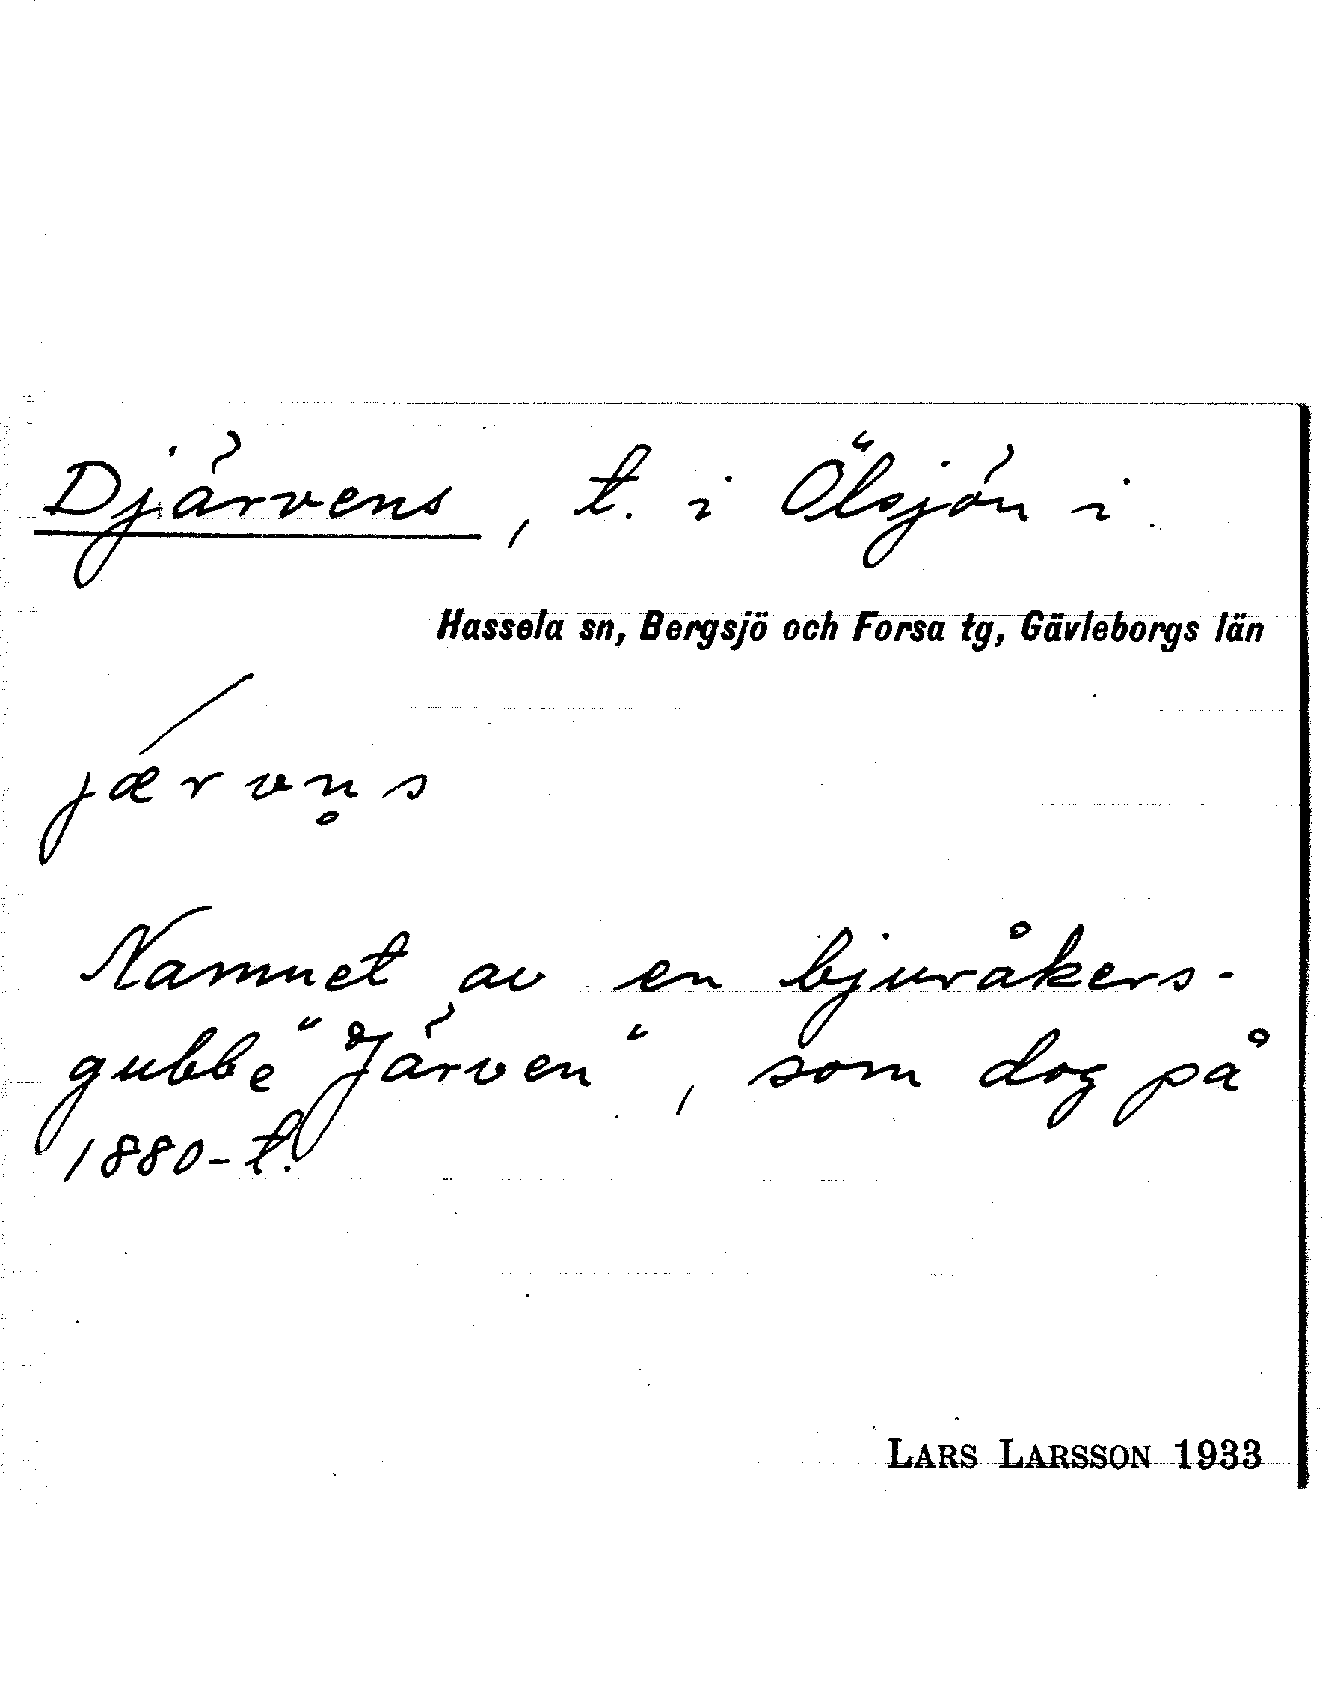 Djärvens, t. i Ölsjön i
Hassela sn, Bergsjö och Forsa tg, Gävleborgs län
jærvn̥s
Namnet av en bjuråkers-
gubbe "Järven", som dog på
1880-t.
LARS LARSSON 1933